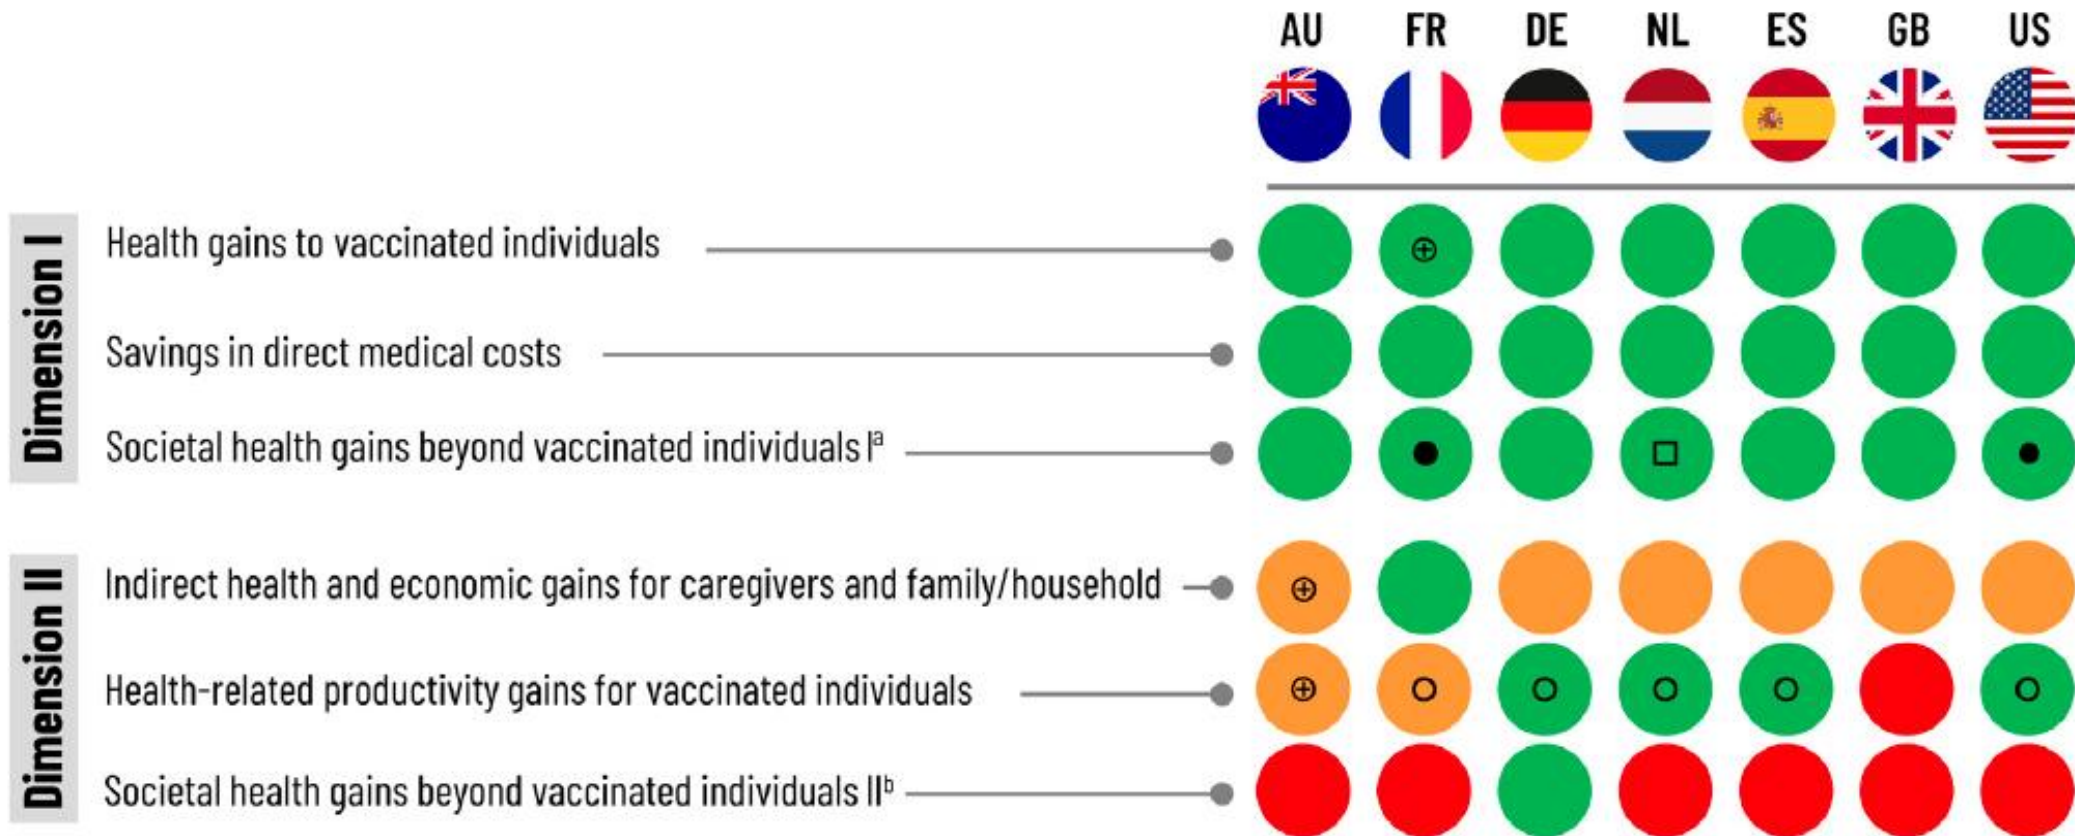 AU FR DE NL ES GB US
Dimension I
Health gains to vaccinated individuals
Savings in direct medical costs
Societal health gains beyond vaccinated individuals Iᵃ
Dimension II
Indirect health and economic gains for caregivers and family/household
Health-related productivity gains for vaccinated individuals
Societal health gains beyond vaccinated individuals IIᵇ